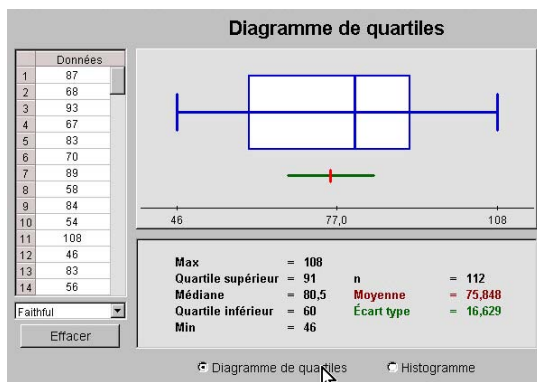 Diagramme de quartiles
Données
1 87
2 68
3 93
4 67
5 83
6 70
7 89
8 58
9 84
10 54
11 108
12 46
13 83
14 56
Faithful
Effacer
46 77,0 108
Max = 108
Quartile supérieur = 91 n = 112
Médiane = 80,5 Moyenne = 75,848
Quartile inférieur = 60 Écart type = 16,629
Min = 46
Diagramme de quartiles Histogramme